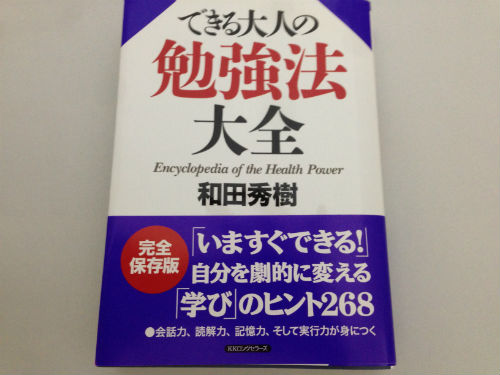 できる大人の
勉強法
大全
Encyclopedia of the Health Power
和田秀樹
完全
保存版
「いますぐできる!」
自分を劇的に変える
「学び」のヒント268
●会話力、読解力、記憶力、そして実行力が身につく
KKロングセラーズ